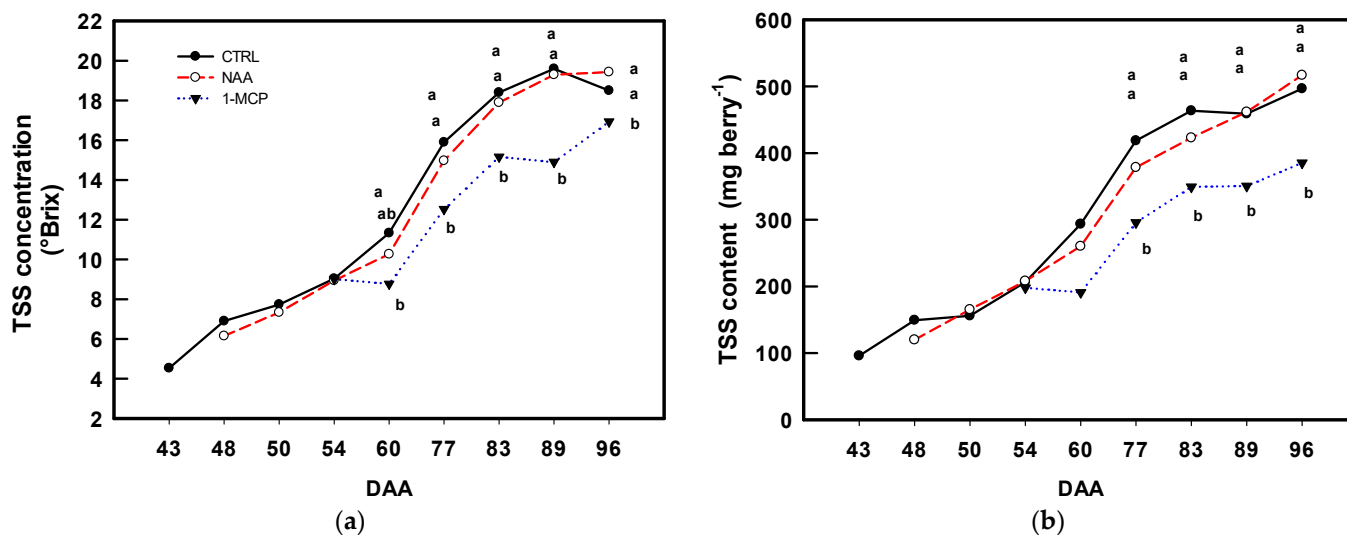 22
20
18
16
14
12
10
8
6
4
2
TSS concentration
(°Brix)
CTRL
NAA
1-MCP
a
ab
b
a
a
b
a
a
b
a
a
b
a
a
b
43 48 50 54 60 77 83 89 96
DAA
(a)
600
500
400
300
200
100
0
TSS content (mg berry⁻¹)
a
a
b
a
a
b
a
a
b
a
a
b
43 48 50 54 60 77 83 89 96
DAA
(b)